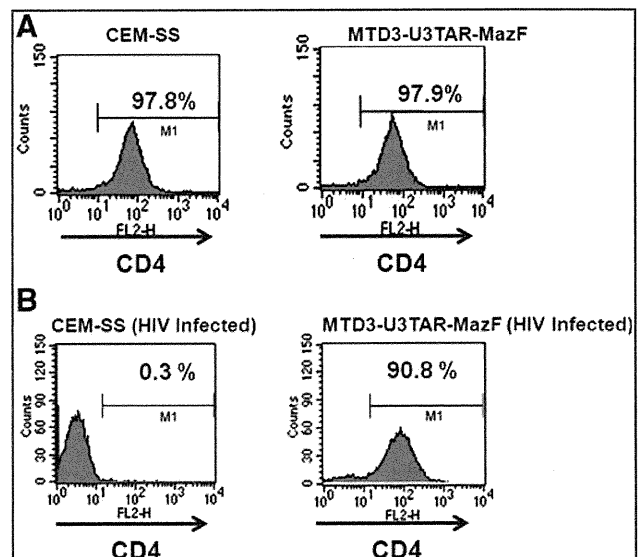 A
CEM-SS
MTD3-U3TAR-MazF
150
Counts
0
97.8%
M1
10^0 10^1 10^2 10^3 10^4
FL2-H
CD4
150
Counts
0
97.9%
M1
10^0 10^1 10^2 10^3 10^4
FL2-H
CD4
B
CEM-SS (HIV Infected)
MTD3-U3TAR-MazF (HIV Infected)
0 30 60 90 120 150
Counts
0.3 %
M1
10^0 10^1 10^2 10^3 10^4
FL2-H
CD4
0 30 60 90 120 150
Counts
90.8 %
M1
10^0 10^1 10^2 10^3 10^4
FL2-H
CD4